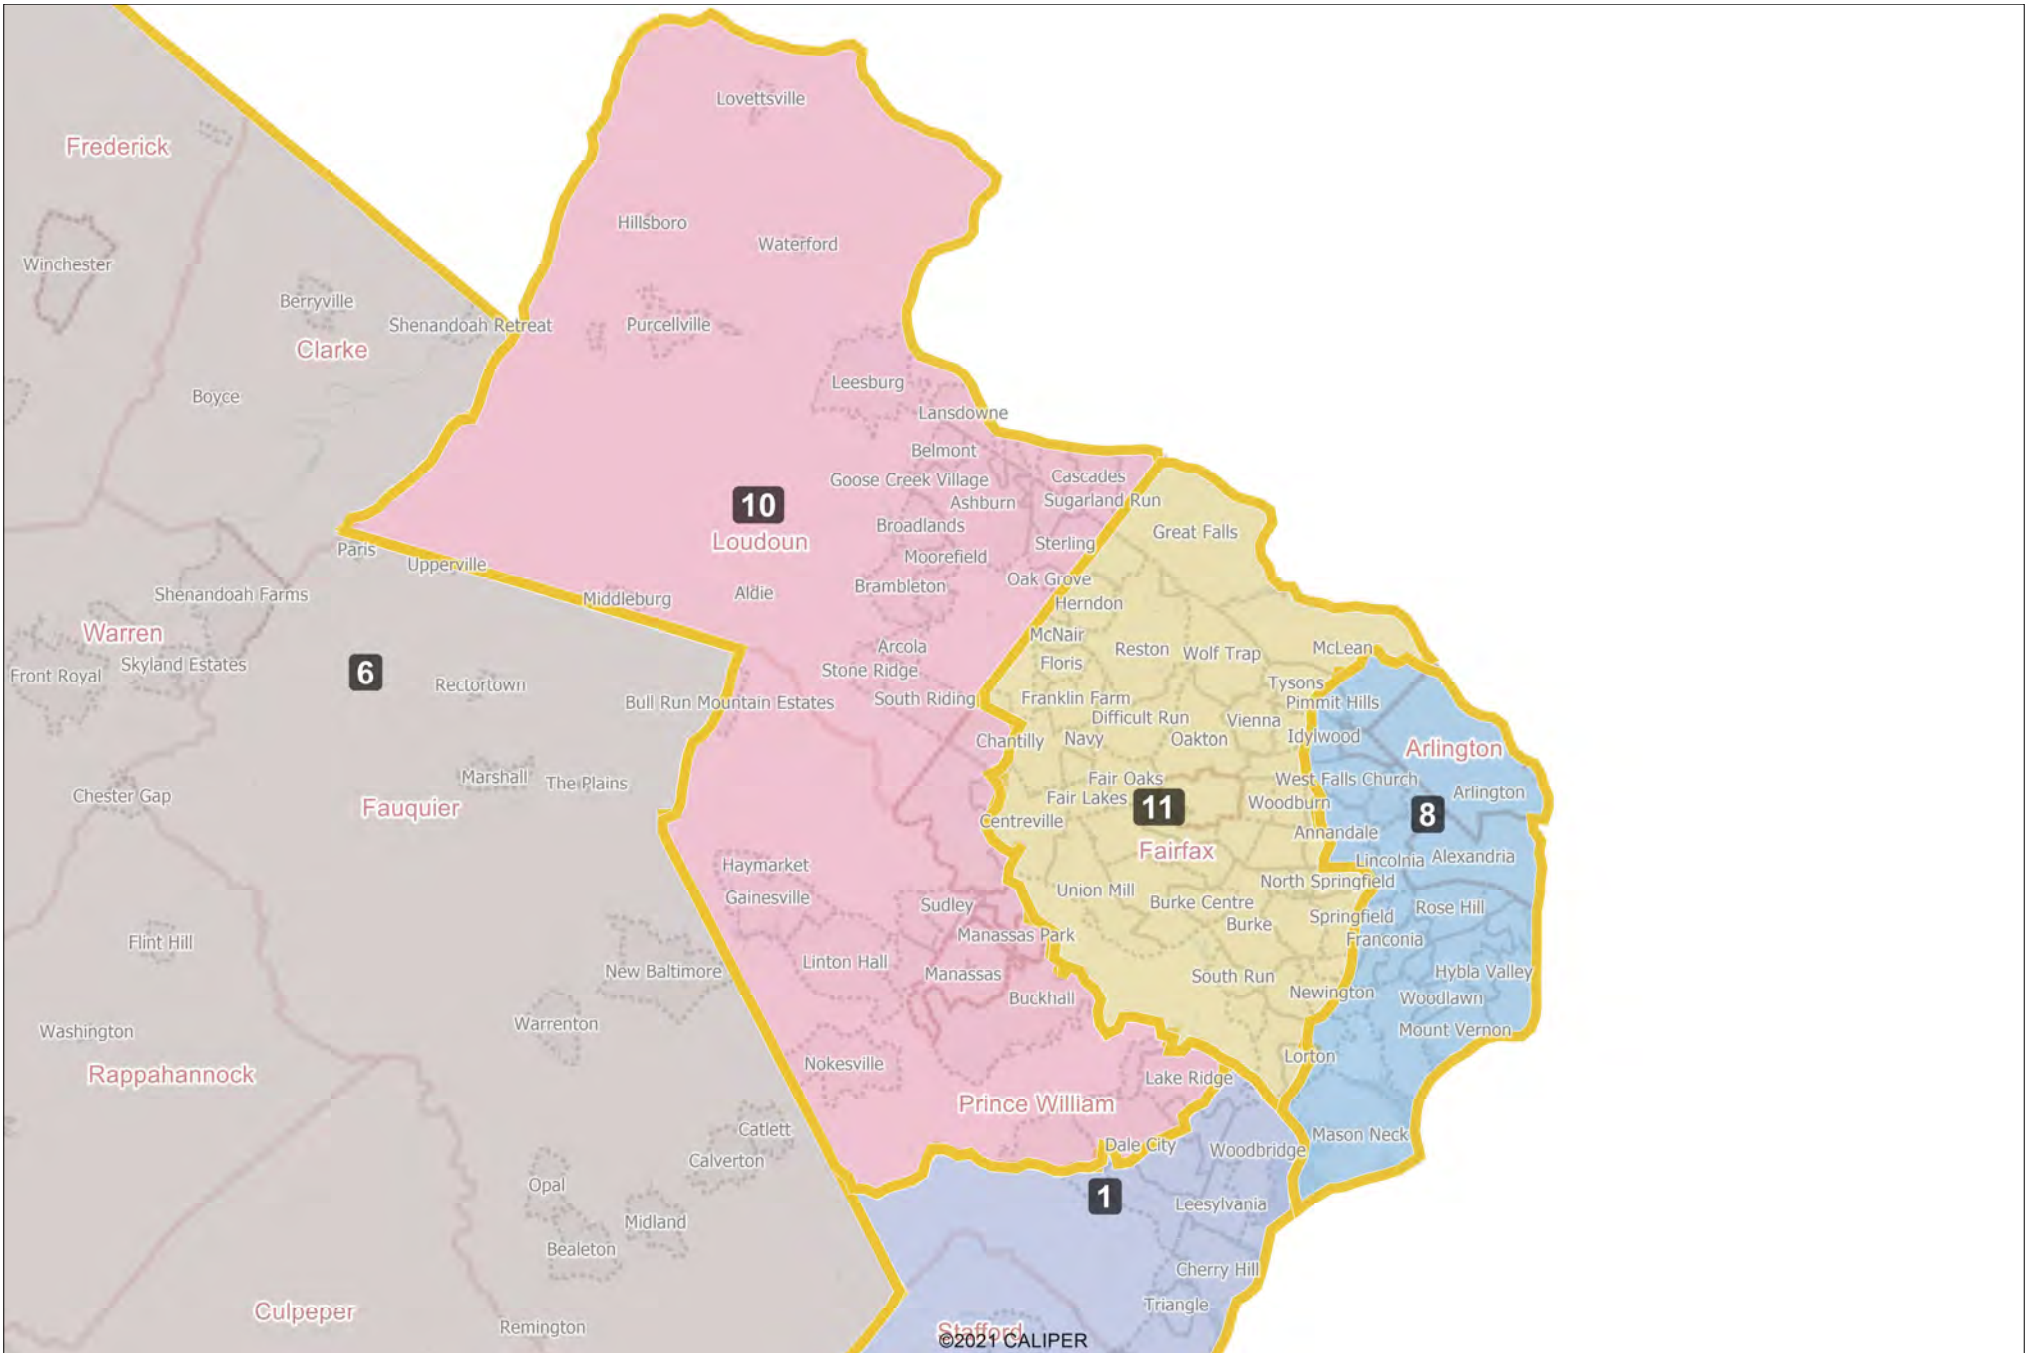 Lovettsville
Frederick
Hillsboro
Waterford
Winchester
Berryville
Shenandoah Retreat
Purcellville
Clarke
Leesburg
Boyce
Lansdowne
Belmont
Goose Creek Village
Cascades
Ashburn
Sugarland Run
10
Broadlands
Great Falls
Loudoun
Sterling
Paris
Moorefield
Upperville
Oak Grove
Brambleton
Shenandoah Farms
Middleburg
Aldie
Herndon
Warren
McNair
Arcola
Reston
Wolf Trap
McLean
Skyland Estates
Floris
Front Royal
6
Stone Ridge
Rectortown
Tysons
Bull Run Mountain Estates
South Riding
Franklin Farm
Pimmit Hills
Difficult Run
Vienna
Chantilly
Navy
Oakton
Idylwood
Arlington
Marshall
The Plains
Fair Oaks
West Falls Church
Chester Gap
Fair Lakes
Arlington
Fauquier
11
Woodburn
8
Centreville
Annandale
Fairfax
Lincolnia
Alexandria
Haymarket
North Springfield
Gainesville
Union Mill
Burke Centre
Sudley
Rose Hill
Springfield
Burke
Manassas Park
Franconia
Flint Hill
Linton Hall
New Baltimore
Manassas
South Run
Hybla Valley
Buckhall
Newington
Woodlawn
Warrenton
Washington
Mount Vernon
Nokesville
Lorton
Rappahannock
Lake Ridge
Prince William
Catlett
Mason Neck
Dale City
Woodbridge
Calverton
Opal
1
Leesylvania
Midland
Bealeton
Cherry Hill
Culpeper
Triangle
Remington
Stafford
©2021 CALIPER